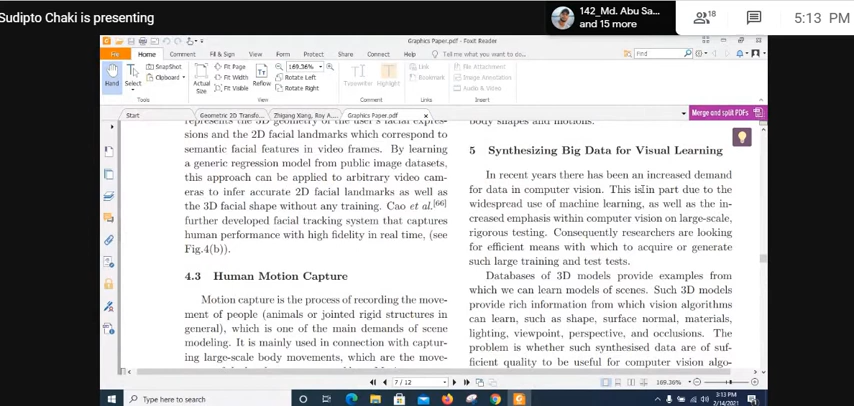 Sudipto Chaki is presenting
142_Md. Abu Sa...
and 15 more
18
5:13 PM
Graphics Paper.pdf - Foxit Reader
File Home Fill & Sign View Form Protect Share Connect Help Tell me what you want to do... Find
Hand
Select
SnapShot
Clipboard
Actual
Size
Fit Page
Fit Width
Fit Visible
Reflow
169.36%
Rotate Left
Rotate Right
Typewriter
Highlight
Link
Bookmark
File Attachment
Image Annotation
Audio & Video
Tools
View
Comment
Links
Insert
Start
Geometric 2D Transfo...
Zhigang Xiang, Roy A...
Graphics Paper.pdf
Merge and split PDFs
represents the 3D geometry of the user's facial expres-
sions and the 2D facial landmarks which correspond to
semantic facial features in video frames. By learning
a generic regression model from public image datasets,
this approach can be applied to arbitrary video cam-
eras to infer accurate 2D facial landmarks as well as
the 3D facial shape without any training. Cao et al.[66]
further developed facial tracking system that captures
human performance with high fidelity in real time, (see
Fig.4(b)).
4.3 Human Motion Capture
Motion capture is the process of recording the move-
ment of people (animals or jointed rigid structures in
general), which is one of the main demands of scene
modeling. It is mainly used in connection with captur-
ing large-scale body movements, which are the move-
body shapes and motions.
5 Synthesizing Big Data for Visual Learning
In recent years there has been an increased demand
for data in computer vision. This is in part due to the
widespread use of machine learning, as well as the in-
creased emphasis within computer vision on large-scale,
rigorous testing. Consequently researchers are looking
for efficient means with which to acquire or generate
such large training and test tests.
Databases of 3D models provide examples from
which we can learn models of scenes. Such 3D models
provide rich information from which vision algorithms
can learn, such as shape, surface normal, materials,
lighting, viewpoint, perspective, and occlusions. The
problem is whether such synthesised data are of suf-
ficient quality to be useful for computer vision algo-
7 / 12
169.36%
Type here to search
3:13 PM
2/14/2021